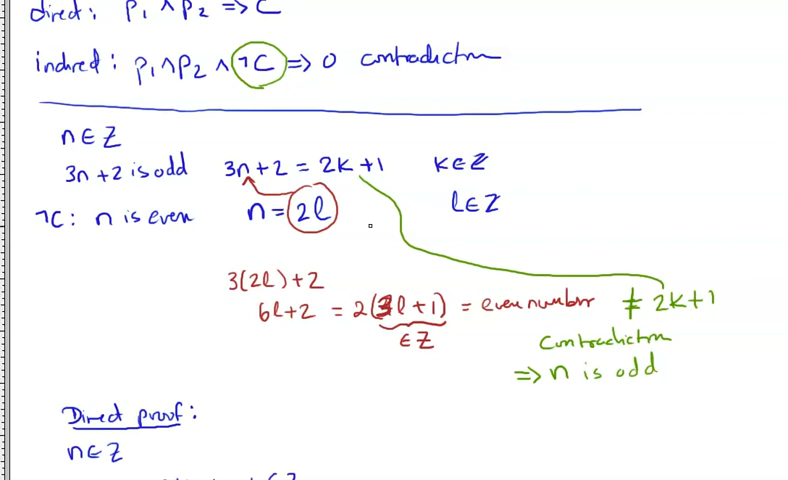 direct: P₁ ∧ P₂ => C
indirect: P₁ ∧ P₂ ∧ ¬C => 0 contradiction
n ∈ Z
3n+2 is odd 3n+2 = 2k+1 k ∈ Z
¬C: n is even n = 2l l ∈ Z
3(2l)+2
6l+2 = 2(3l+1) = even number ≠ 2k+1
∈ Z
Contradiction
=> n is odd
Direct proof:
n ∈ Z